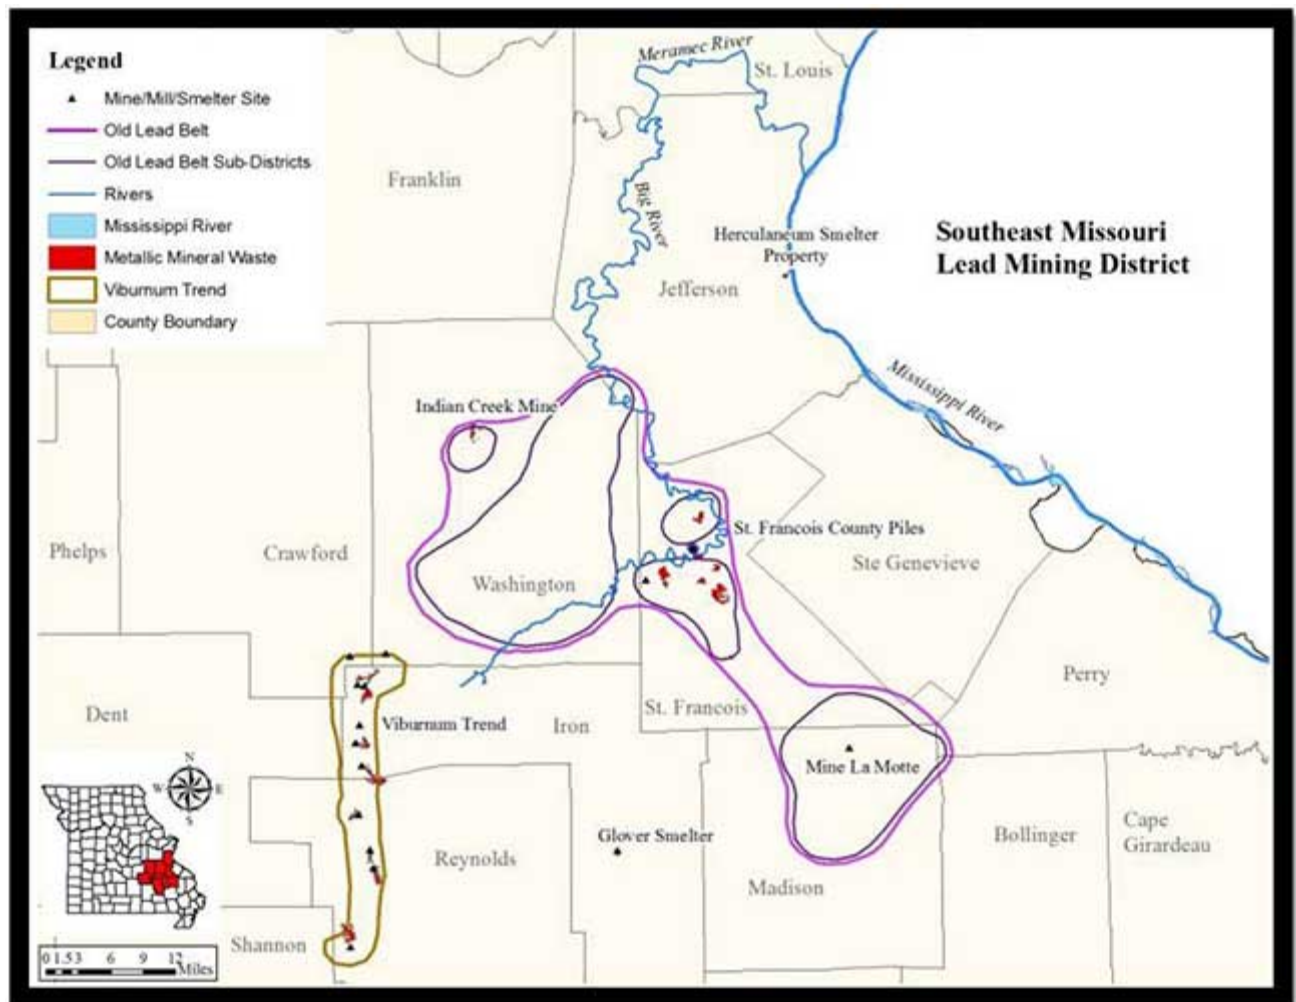 Legend
Mine/Mill/Smelter Site
Old Lead Belt
Old Lead Belt Sub-Districts
Rivers
Mississippi River
Metallic Mineral Waste
Viburnum Trend
County Boundary
Meramec River
St. Louis
Franklin
Big River
Herculaneum Smelter
Property
Jefferson
Southeast Missouri
Lead Mining District
Mississippi River
Indian Creek Mine
St. Francois County Piles
Phelps
Crawford
Washington
Ste Genevieve
Perry
Dent
Viburnum Trend
Iron
St. Francois
Mine La Motte
Glover Smelter
Reynolds
Madison
Bollinger
Cape
Girardeau
Shannon
N
W E
S
0 1.5 3 6 9 12
Miles